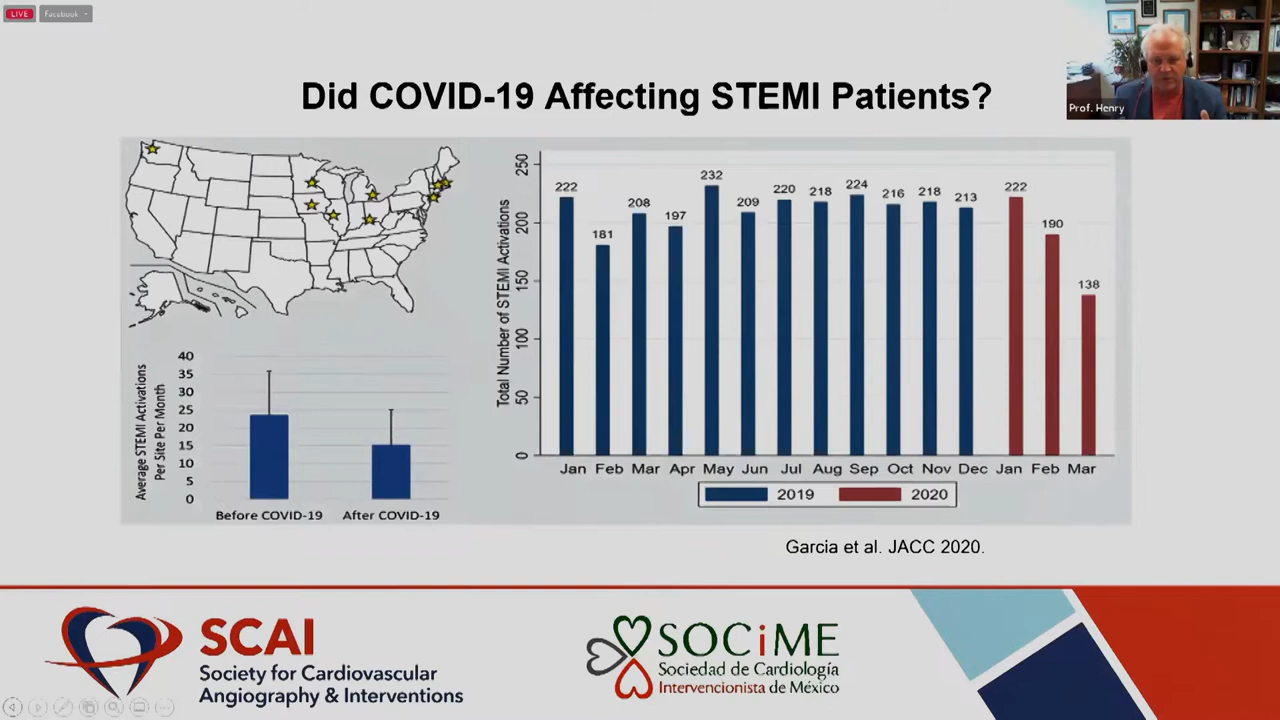 LIVE
Facebook
Prof. Henry
Did COVID-19 Affecting STEMI Patients?
Average STEMI Activations
Per Site Per Month
40
35
30
25
20
15
10
5
0
Before COVID-19 After COVID-19
Total Number of STEMI Activations
250
200
150
100
50
0
222 181 208 197 232 209 220 218 224 216 218 213 222 190 138
Jan Feb Mar Apr May Jun Jul Aug Sep Oct Nov Dec Jan Feb Mar
2019 2020
Garcia et al. JACC 2020.
SCAI
Society for Cardiovascular
Angiography & Interventions
SOCiME
Sociedad de Cardiología
Intervencionista de México